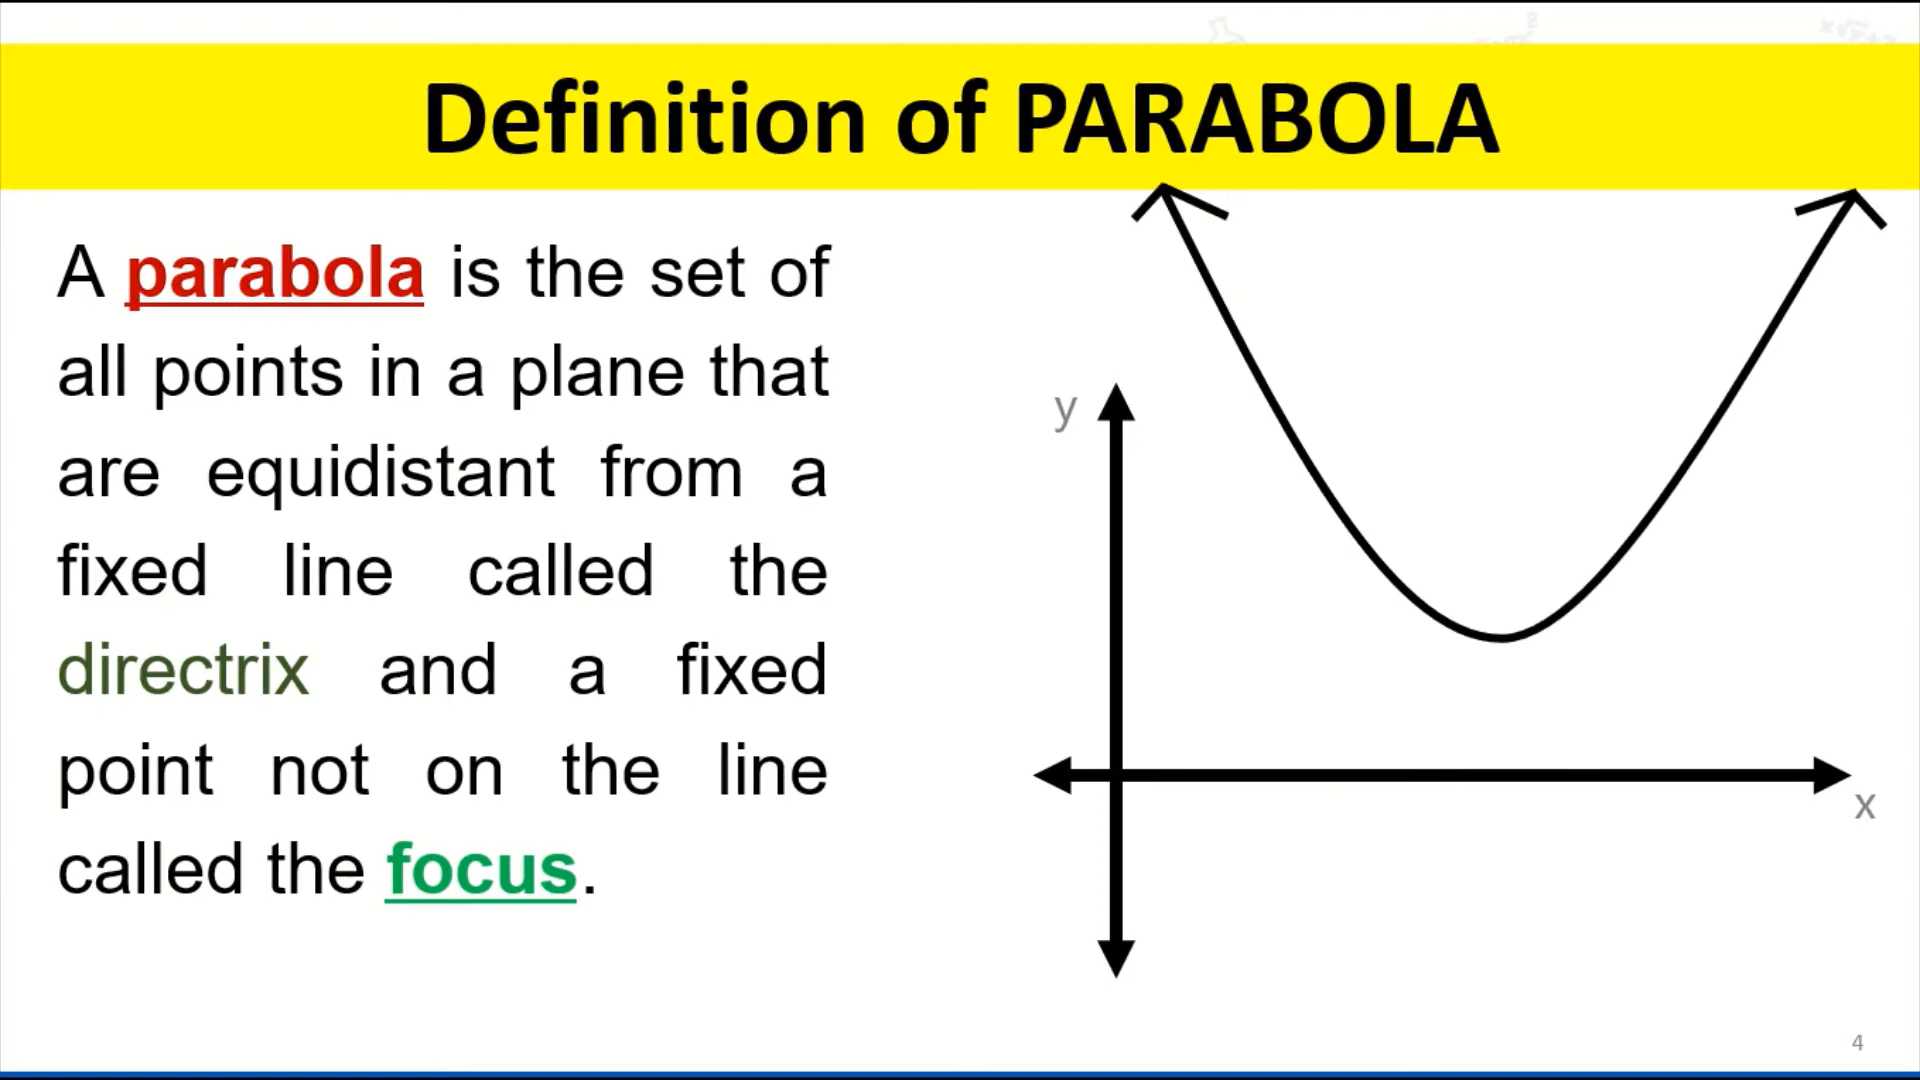 Definition of PARABOLA
A parabola is the set of
all points in a plane that
are equidistant from a
fixed line called the
directrix and a fixed
point not on the line
called the focus.
y
x
4